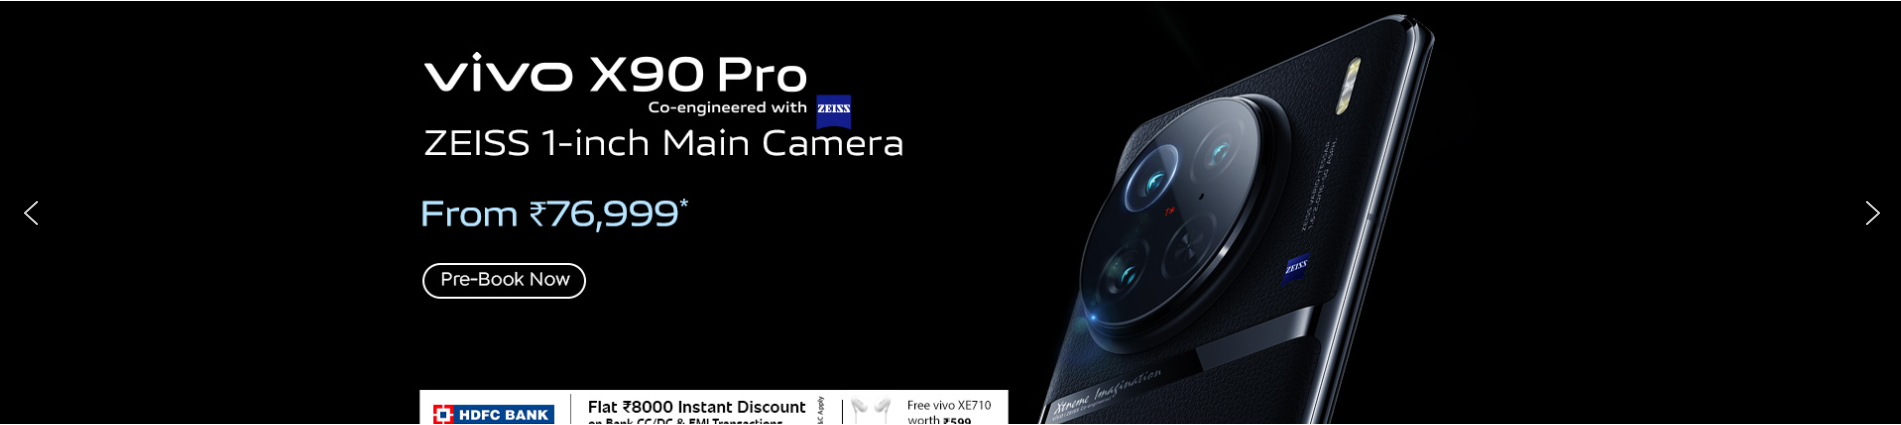 vivo X90 Pro
Co-engineered with ZEISS
ZEISS 1-inch Main Camera
From ₹76,999*
Pre-Book Now
ZEISS
Xtreme Imagination
HDFC BANK
Flat ₹8000 Instant Discount
on Bank CC/DC & EMI Transactions
Free vivo XE710
worth ₹599